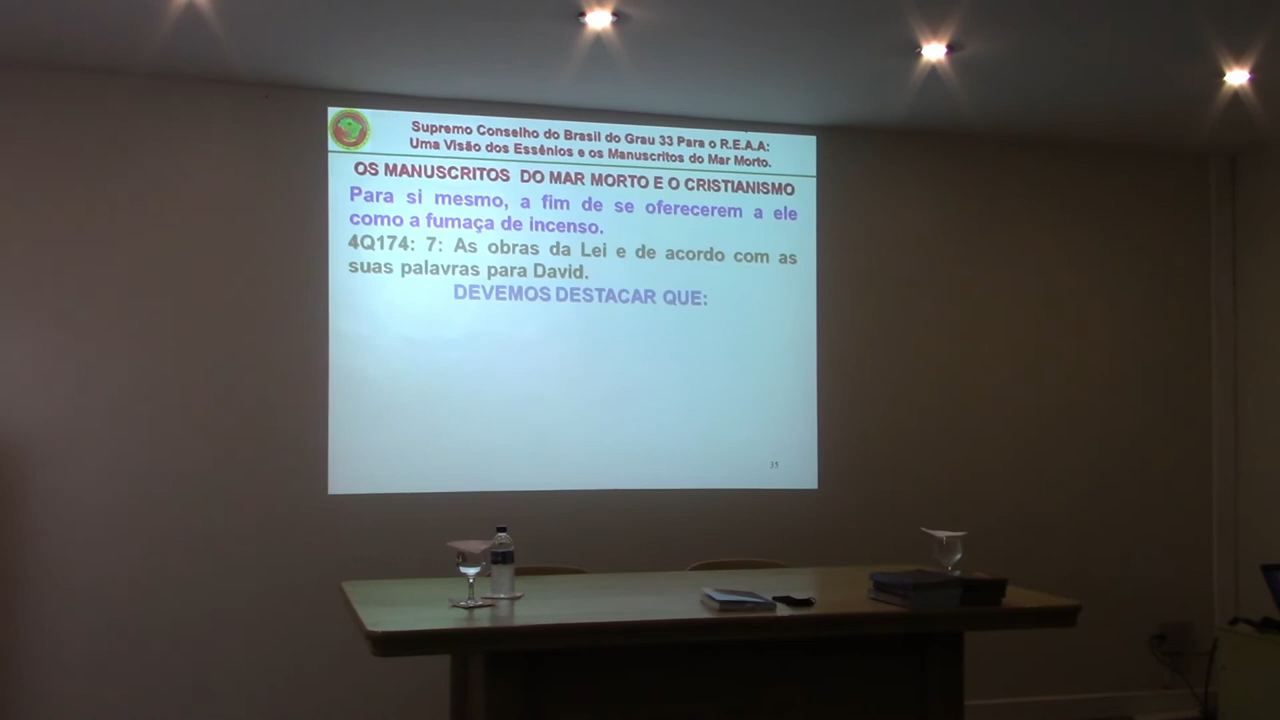 Supremo Conselho do Brasil do Grau 33 Para o R.E.A.A:
Uma Visão dos Essênios e os Manuscritos do Mar Morto.
OS MANUSCRITOS DO MAR MORTO E O CRISTIANISMO
Para si mesmo, a fim de se oferecerem a ele
como a fumaça de incenso.
4Q174: 7: As obras da Lei e de acordo com as
suas palavras para David.
DEVEMOS DESTACAR QUE:
35